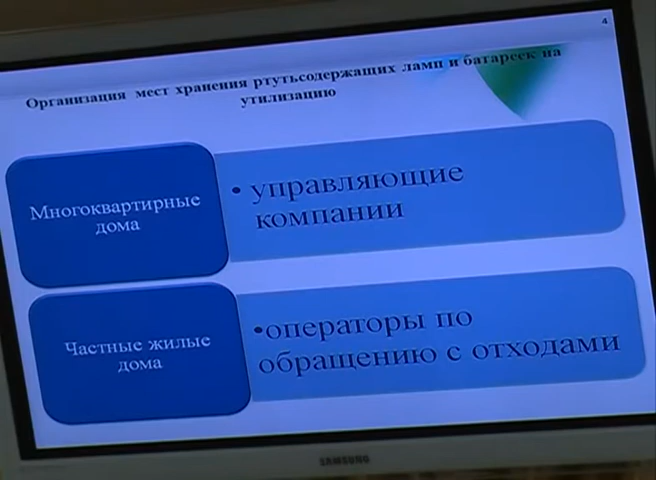 4
Организация мест хранения ртутьсодержащих ламп и батареек на
утилизацию
Многоквартирные
дома
• управляющие
компании
Частные жилые
дома
•операторы по
обращению с отходами
SAMSUNG